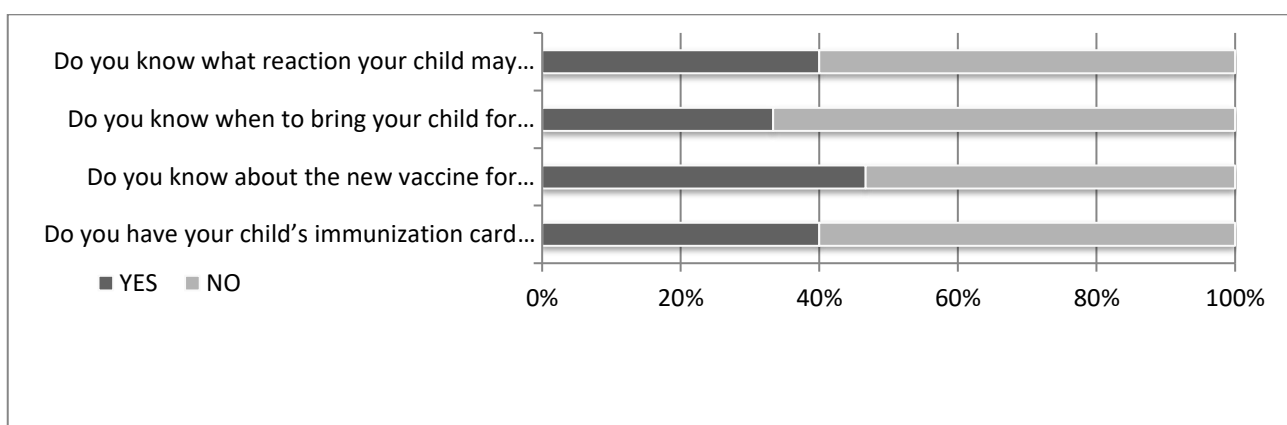 Do you know what reaction your child may...
Do you know when to bring your child for...
Do you know about the new vaccine for...
Do you have your child’s immunization card...
YES NO
0% 20% 40% 60% 80% 100%